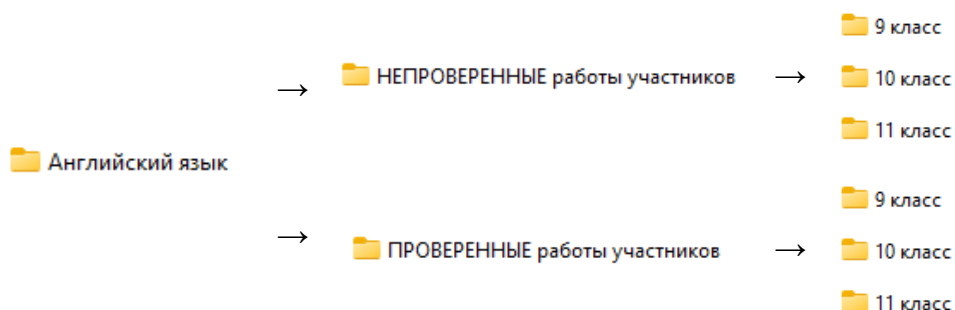 9 класс
НЕПРОВЕРЕННЫЕ работы участников
10 класс
11 класс
Английский язык
9 класс
ПРОВЕРЕННЫЕ работы участников
10 класс
11 класс